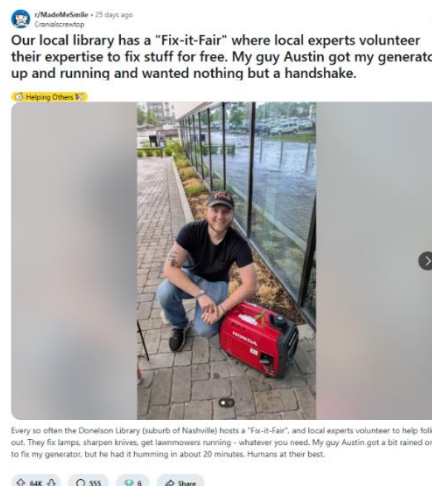 r/MadeMeSmile • 25 days ago
Cranialscrewtop
Our local library has a "Fix-it-Fair" where local experts volunteer
their expertise to fix stuff for free. My guy Austin got my generato
up and running and wanted nothing but a handshake.
Helping Others
HONDA
Every so often the Donelson Library (suburb of Nashville) hosts a "Fix-it-Fair", and local experts volunteer to help fol
out. They fix lamps, sharpen knives, get lawnmowers running - whatever you need. My guy Austin got a bit rained o
to fix my generator, but he had it humming in about 20 minutes. Humans at their best.
64K 555 6 Share